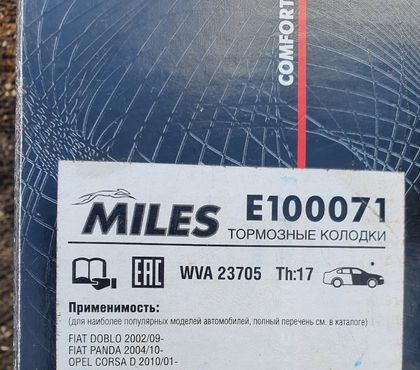 COMFORT
MILES
E100071
ТОРМОЗНЫЕ КОЛОДКИ
EAC WVA 23705 Th:17
Применимость:
(для наиболее популярных моделей автомобилей, полный перечень см. в каталоге)
FIAT DOBLO 2002/09-
FIAT PANDA 2004/10-
OPEL CORSA D 2010/01-